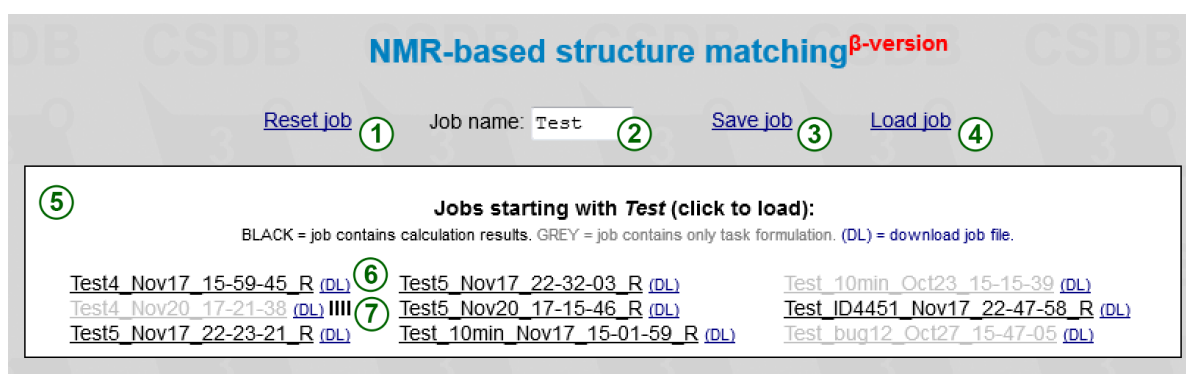 CSDB CSDB
NMR-based structure matchingβ-version
Reset job 1 Job name: Test 2 Save job 3 Load job 4
5
Jobs starting with Test (click to load):
BLACK = job contains calculation results. GREY = job contains only task formulation. (DL) = download job file.
Test4_Nov17_15-59-45_R (DL) 6 Test5_Nov17_22-32-03_R (DL) Test_10min_Oct23_15-15-39 (DL)
Test4_Nov20_17-21-38 (DL) IIII 7 Test5_Nov20_17-15-46_R (DL) Test_ID4451_Nov17_22-47-58_R (DL)
Test5_Nov17_22-23-21_R (DL) Test_10min_Nov17_15-01-59_R (DL) Test_bug12_Oct27_15-47-05 (DL)